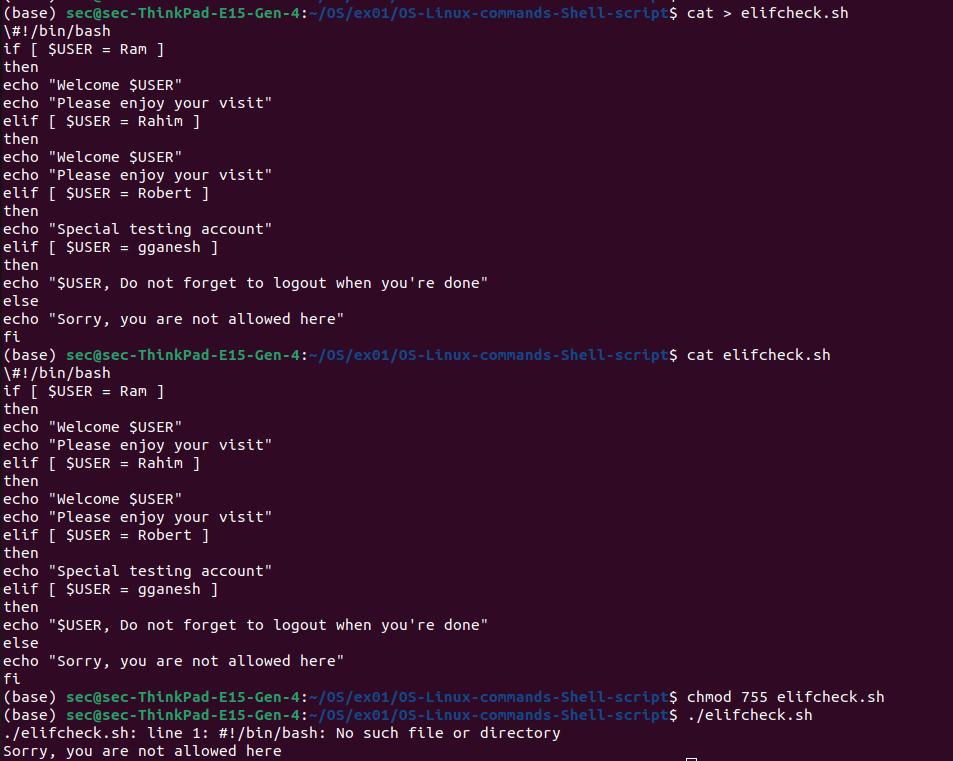 (base) sec@sec-ThinkPad-E15-Gen-4:~/OS/ex01/OS-Linux-commands-Shell-script$ cat > elifcheck.sh
\#!/bin/bash
if [ $USER = Ram ]
then
echo "Welcome $USER"
echo "Please enjoy your visit"
elif [ $USER = Rahim ]
then
echo "Welcome $USER"
echo "Please enjoy your visit"
elif [ $USER = Robert ]
then
echo "Special testing account"
elif [ $USER = gganesh ]
then
echo "$USER, Do not forget to logout when you're done"
else
echo "Sorry, you are not allowed here"
fi
(base) sec@sec-ThinkPad-E15-Gen-4:~/OS/ex01/OS-Linux-commands-Shell-script$ cat elifcheck.sh
\#!/bin/bash
if [ $USER = Ram ]
then
echo "Welcome $USER"
echo "Please enjoy your visit"
elif [ $USER = Rahim ]
then
echo "Welcome $USER"
echo "Please enjoy your visit"
elif [ $USER = Robert ]
then
echo "Special testing account"
elif [ $USER = gganesh ]
then
echo "$USER, Do not forget to logout when you're done"
else
echo "Sorry, you are not allowed here"
fi
(base) sec@sec-ThinkPad-E15-Gen-4:~/OS/ex01/OS-Linux-commands-Shell-script$ chmod 755 elifcheck.sh
(base) sec@sec-ThinkPad-E15-Gen-4:~/OS/ex01/OS-Linux-commands-Shell-script$ ./elifcheck.sh
./elifcheck.sh: line 1: #!/bin/bash: No such file or directory
Sorry, you are not allowed here